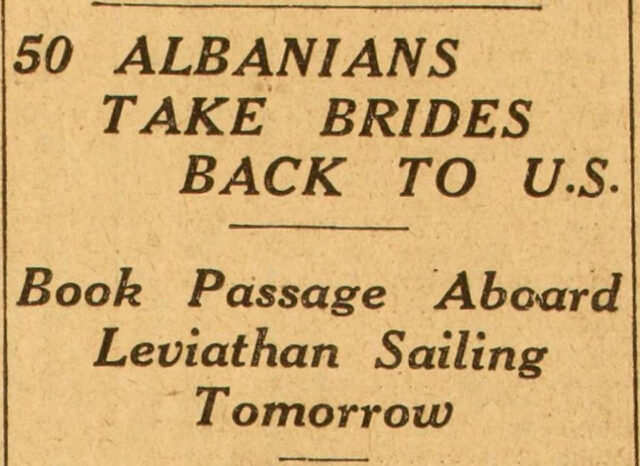 50 ALBANIANS
TAKE BRIDES
BACK TO U.S.
Book Passage Aboard
Leviathan Sailing
Tomorrow